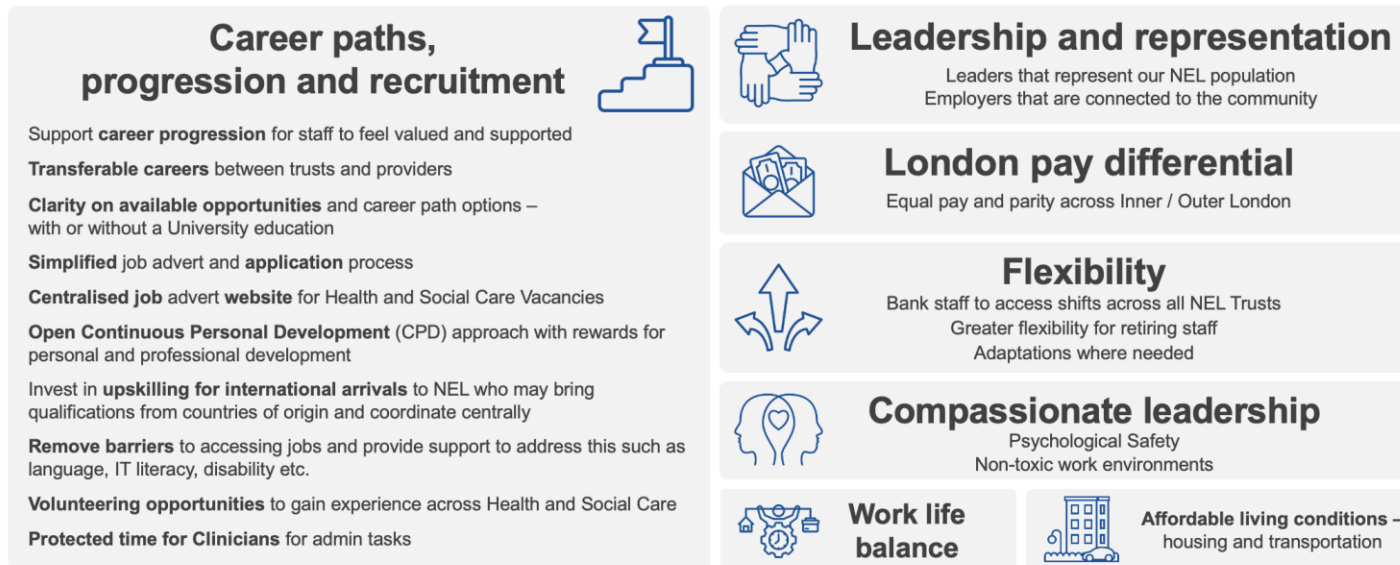 Career paths,
progression and recruitment
Support career progression for staff to feel valued and supported
Transferable careers between trusts and providers
Clarity on available opportunities and career path options –
with or without a University education
Simplified job advert and application process
Centralised job advert website for Health and Social Care Vacancies
Open Continuous Personal Development (CPD) approach with rewards for
personal and professional development
Invest in upskilling for international arrivals to NEL who may bring
qualifications from countries of origin and coordinate centrally
Remove barriers to accessing jobs and provide support to address this such as
language, IT literacy, disability etc.
Volunteering opportunities to gain experience across Health and Social Care
Protected time for Clinicians for admin tasks
Leadership and representation
Leaders that represent our NEL population
Employers that are connected to the community
London pay differential
Equal pay and parity across Inner / Outer London
Flexibility
Bank staff to access shifts across all NEL Trusts
Greater flexibility for retiring staff
Adaptations where needed
Compassionate leadership
Psychological Safety
Non-toxic work environments
Work life
balance
Affordable living conditions –
housing and transportation